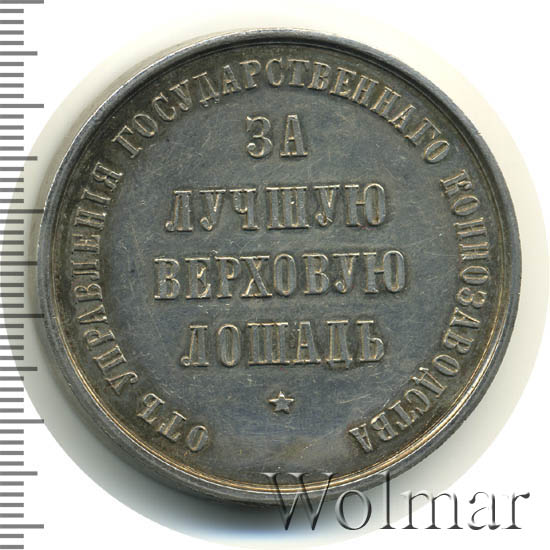 ОТЪ УПРАВЛЕНІЯ ГОСУДАРСТВЕННАГО КОННОЗАВОДСТВА
ЗА
ЛУЧШУЮ
ВЕРХОВУЮ
ЛОШАДЬ
Wolmar